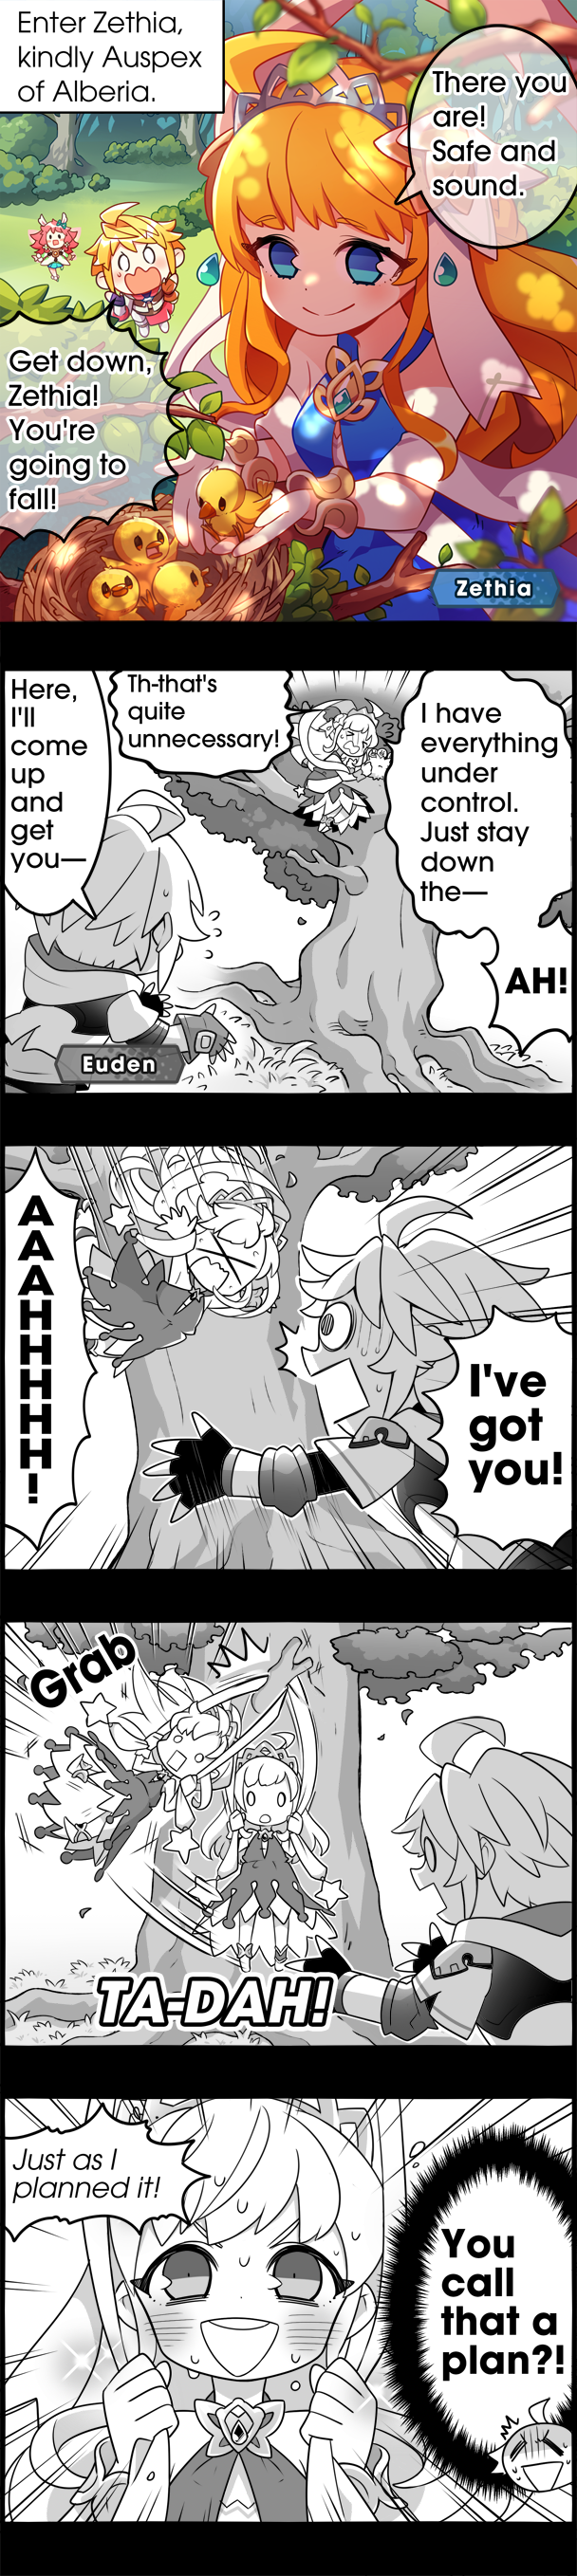 Enter Zethia,
kindly Auspex
of Alberia.
There you
are!
Safe and
sound.
Get down,
Zethia!
You're
going to
fall!
Zethia
Here,
I'll
come
up
and
get
you—
Th-that's
quite
unnecessary!
I have
everything
under
control.
Just stay
down
the—
AH!
Euden
AAAHHHHH!
I've
got
you!
Grab
TA-DAH!
Just as I
planned it!
You
call
that a
plan?!